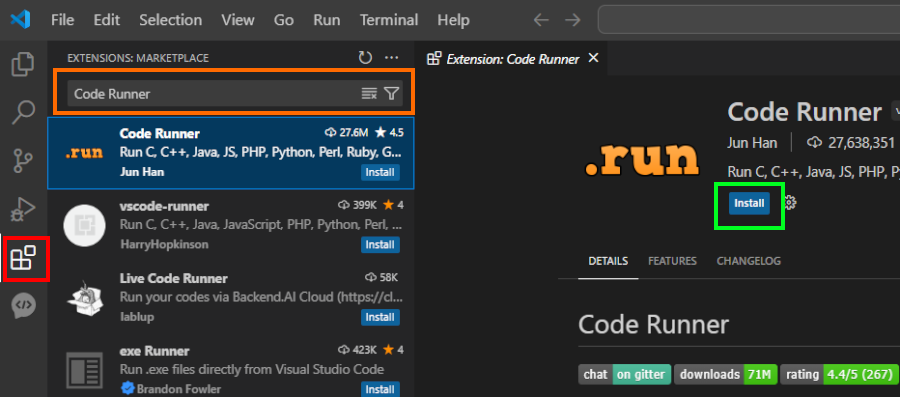 File Edit Selection View Go Run Terminal Help
EXTENSIONS: MARKETPLACE
Code Runner
Code Runner 27.6M 4.5
.run
Run C, C++, Java, JS, PHP, Python, Perl, Ruby, G...
Jun Han Install
vscode-runner 399K 4
Run C, C++, Java, JavaScript, PHP, Python, Perl, ...
HarryHopkinson Install
Live Code Runner 58K
Run your codes via Backend.AI Cloud (https://cl...
lablup Install
exe Runner 423K 4
Run .exe files directly from Visual Studio Code
Brandon Fowler Install
Extension: Code Runner
.run
Code Runner
Jun Han 27,638,351
Run C, C++, Java, JS, PHP,
Install
DETAILS FEATURES CHANGELOG
Code Runner
chat on gitter downloads 71M rating 4.4/5 (267)